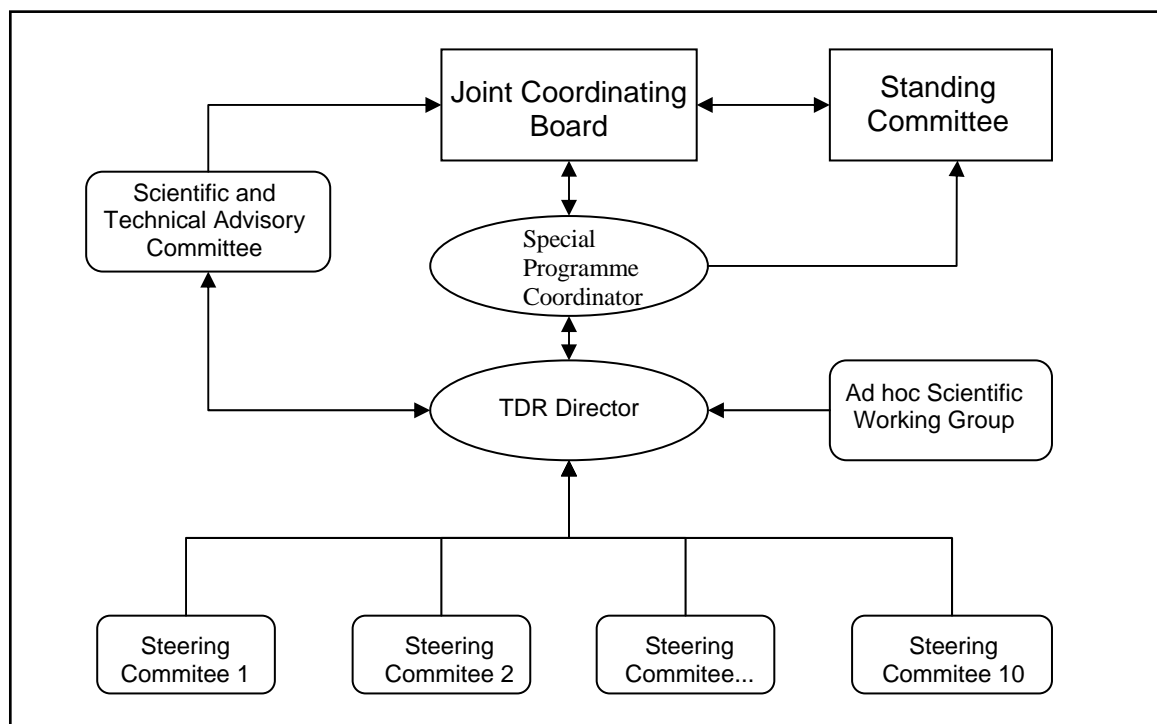 Joint Coordinating
Board
Standing
Committee
Scientific and
Technical Advisory
Committee
Special
Programme
Coordinator
TDR Director
Ad hoc Scientific
Working Group
Steering
Commitee 1
Steering
Commitee 2
Steering
Commitee...
Steering
Commitee 10